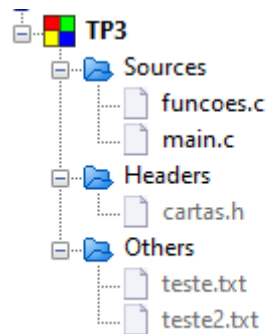 TP3
Sources
funcoes.c
main.c
Headers
cartas.h
Others
teste.txt
teste2.txt